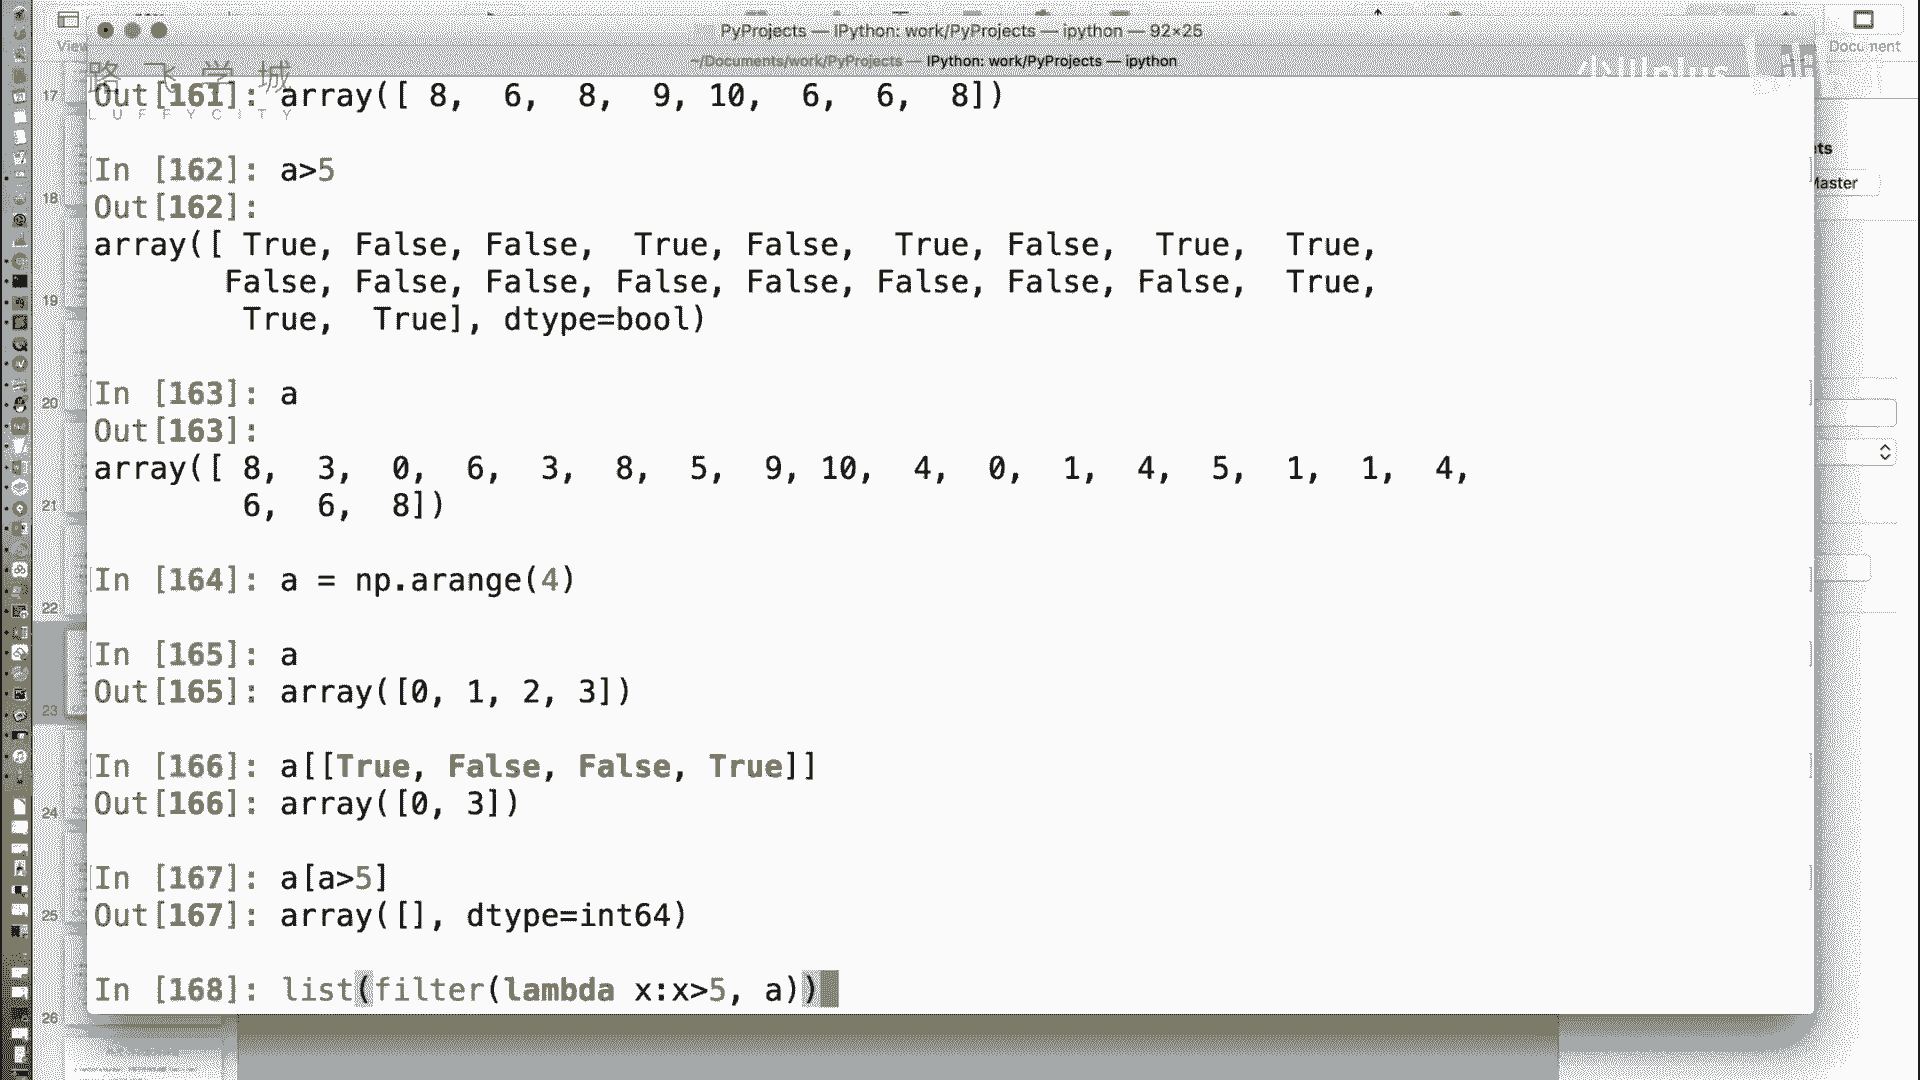 PyProjects — IPython: work/PyProjects — ipython — 92×25
~/Documents/work/PyProjects — IPython: work/PyProjects — ipython
View
Document
路飞学城
LUFFYCITY
Master
17
18
19
20
21
22
23
24
25
26
Out[161]: array([ 8,  6,  8,  9, 10,  6,  6,  8])
In [162]: a>5
Out[162]:
array([ True, False, False,  True, False,  True, False,  True,  True,
       False, False, False, False, False, False, False, False,  True,
        True,  True], dtype=bool)
In [163]: a
Out[163]:
array([ 8,  3,  0,  6,  3,  8,  5,  9, 10,  4,  0,  1,  4,  5,  1,  1,  4,
        6,  6,  8])
In [164]: a = np.arange(4)
In [165]: a
Out[165]: array([0, 1, 2, 3])
In [166]: a[[True, False, False, True]]
Out[166]: array([0, 3])
In [167]: a[a>5]
Out[167]: array([], dtype=int64)
In [168]: list(filter(lambda x:x>5, a))